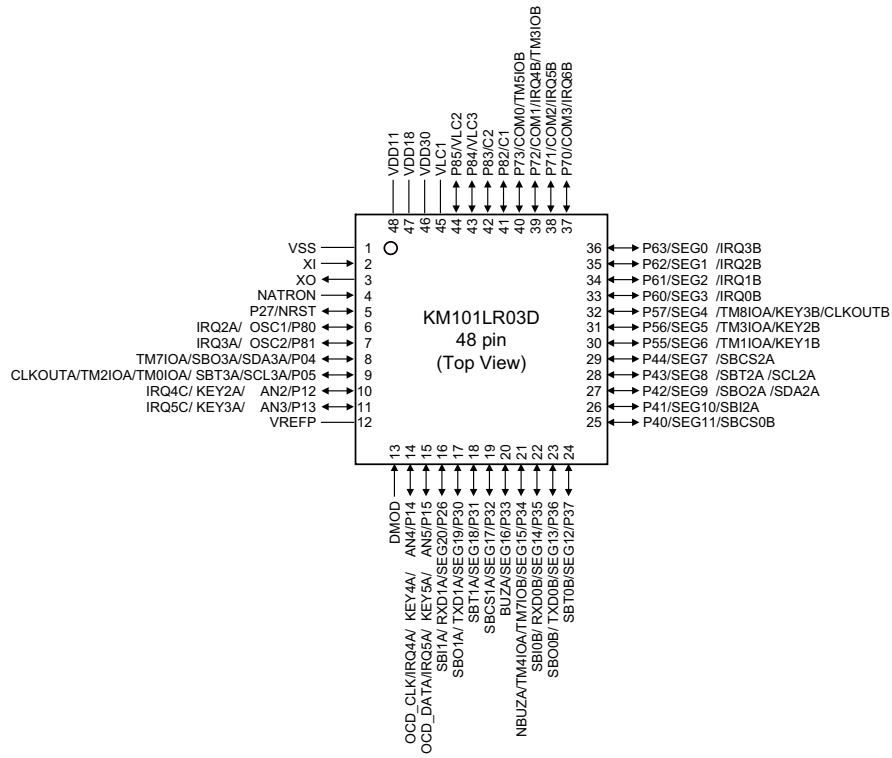 VDD11
VDD18
VDD30
VLC1
P85/VLC2
P84/VLC3
P83/C2
P82/C1
P73/COM0/TM5IOB
P72/COM1/IRQ4B/TM3IOB
P71/COM2/IRQ5B
P70/COM3/IRQ6B
48 47 46 45 44 43 42 41 40 39 38 37
VSS 1
XI 2
XO 3
NATRON 4
P27/NRST 5
IRQ2A/ OSC1/P80 6
IRQ3A/ OSC2/P81 7
TM7IOA/SBO3A/SDA3A/P04 8
CLKOUTA/TM2IOA/TM0IOA/ SBT3A/SCL3A/P05 9
IRQ4C/ KEY2A/ AN2/P12 10
IRQ5C/ KEY3A/ AN3/P13 11
VREFP 12
KM101LR03D
48 pin
(Top View)
36 P63/SEG0 /IRQ3B
35 P62/SEG1 /IRQ2B
34 P61/SEG2 /IRQ1B
33 P60/SEG3 /IRQ0B
32 P57/SEG4 /TM8IOA/KEY3B/CLKOUTB
31 P56/SEG5 /TM3IOA/KEY2B
30 P55/SEG6 /TM1IOA/KEY1B
29 P44/SEG7 /SBCS2A
28 P43/SEG8 /SBT2A /SCL2A
27 P42/SEG9 /SBO2A /SDA2A
26 P41/SEG10/SBI2A
25 P40/SEG11/SBCS0B
13 14 15 16 17 18 19 20 21 22 23 24
DMOD
OCD_CLK/IRQ4A/ KEY4A/ AN4/P14
OCD_DATA/IRQ5A/ KEY5A/ AN5/P15
SBI1A/ RXD1A/SEG20/P26
SBO1A/ TXD1A/SEG19/P30
SBT1A/SEG18/P31
SBCS1A/SEG17/P32
BUZA/SEG16/P33
NBUZA/TM4IOA/TM7IOB/SEG15/P34
SBI0B/ RXD0B/SEG14/P35
SBO0B/ TXD0B/SEG13/P36
SBT0B/SEG12/P37